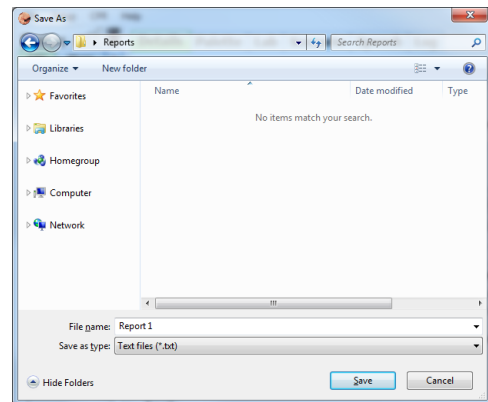 Save As
Reports
Search Reports
Organize
New folder
Name
Date modified
Type
Favorites
No items match your search.
Libraries
Homegroup
Computer
Network
File name: Report 1
Save as type: Text files (*.txt)
Hide Folders
Save
Cancel